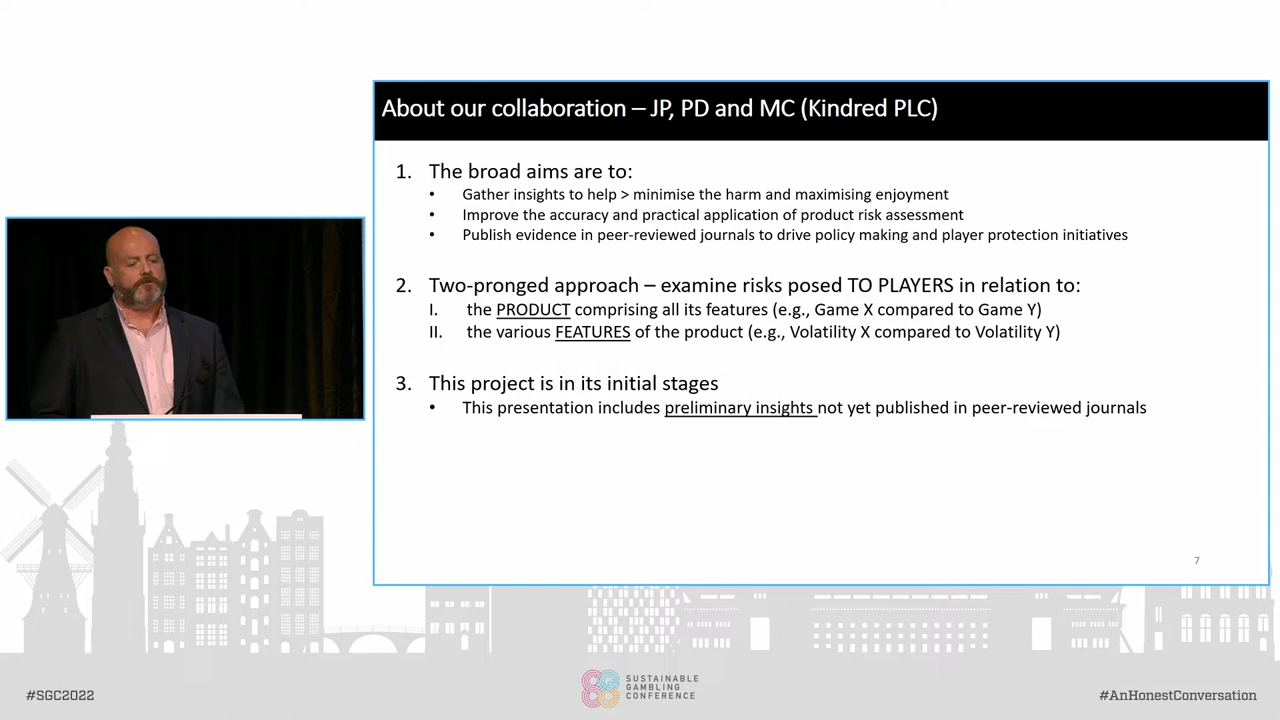 About our collaboration – JP, PD and MC (Kindred PLC)
1. The broad aims are to:
• Gather insights to help > minimise the harm and maximising enjoyment
• Improve the accuracy and practical application of product risk assessment
• Publish evidence in peer-reviewed journals to drive policy making and player protection initiatives
2. Two-pronged approach – examine risks posed TO PLAYERS in relation to:
I. the PRODUCT comprising all its features (e.g., Game X compared to Game Y)
II. the various FEATURES of the product (e.g., Volatility X compared to Volatility Y)
3. This project is in its initial stages
• This presentation includes preliminary insights not yet published in peer-reviewed journals
7
#SGC2022
SUSTAINABLE
GAMBLING
CONFERENCE
#AnHonestConversation